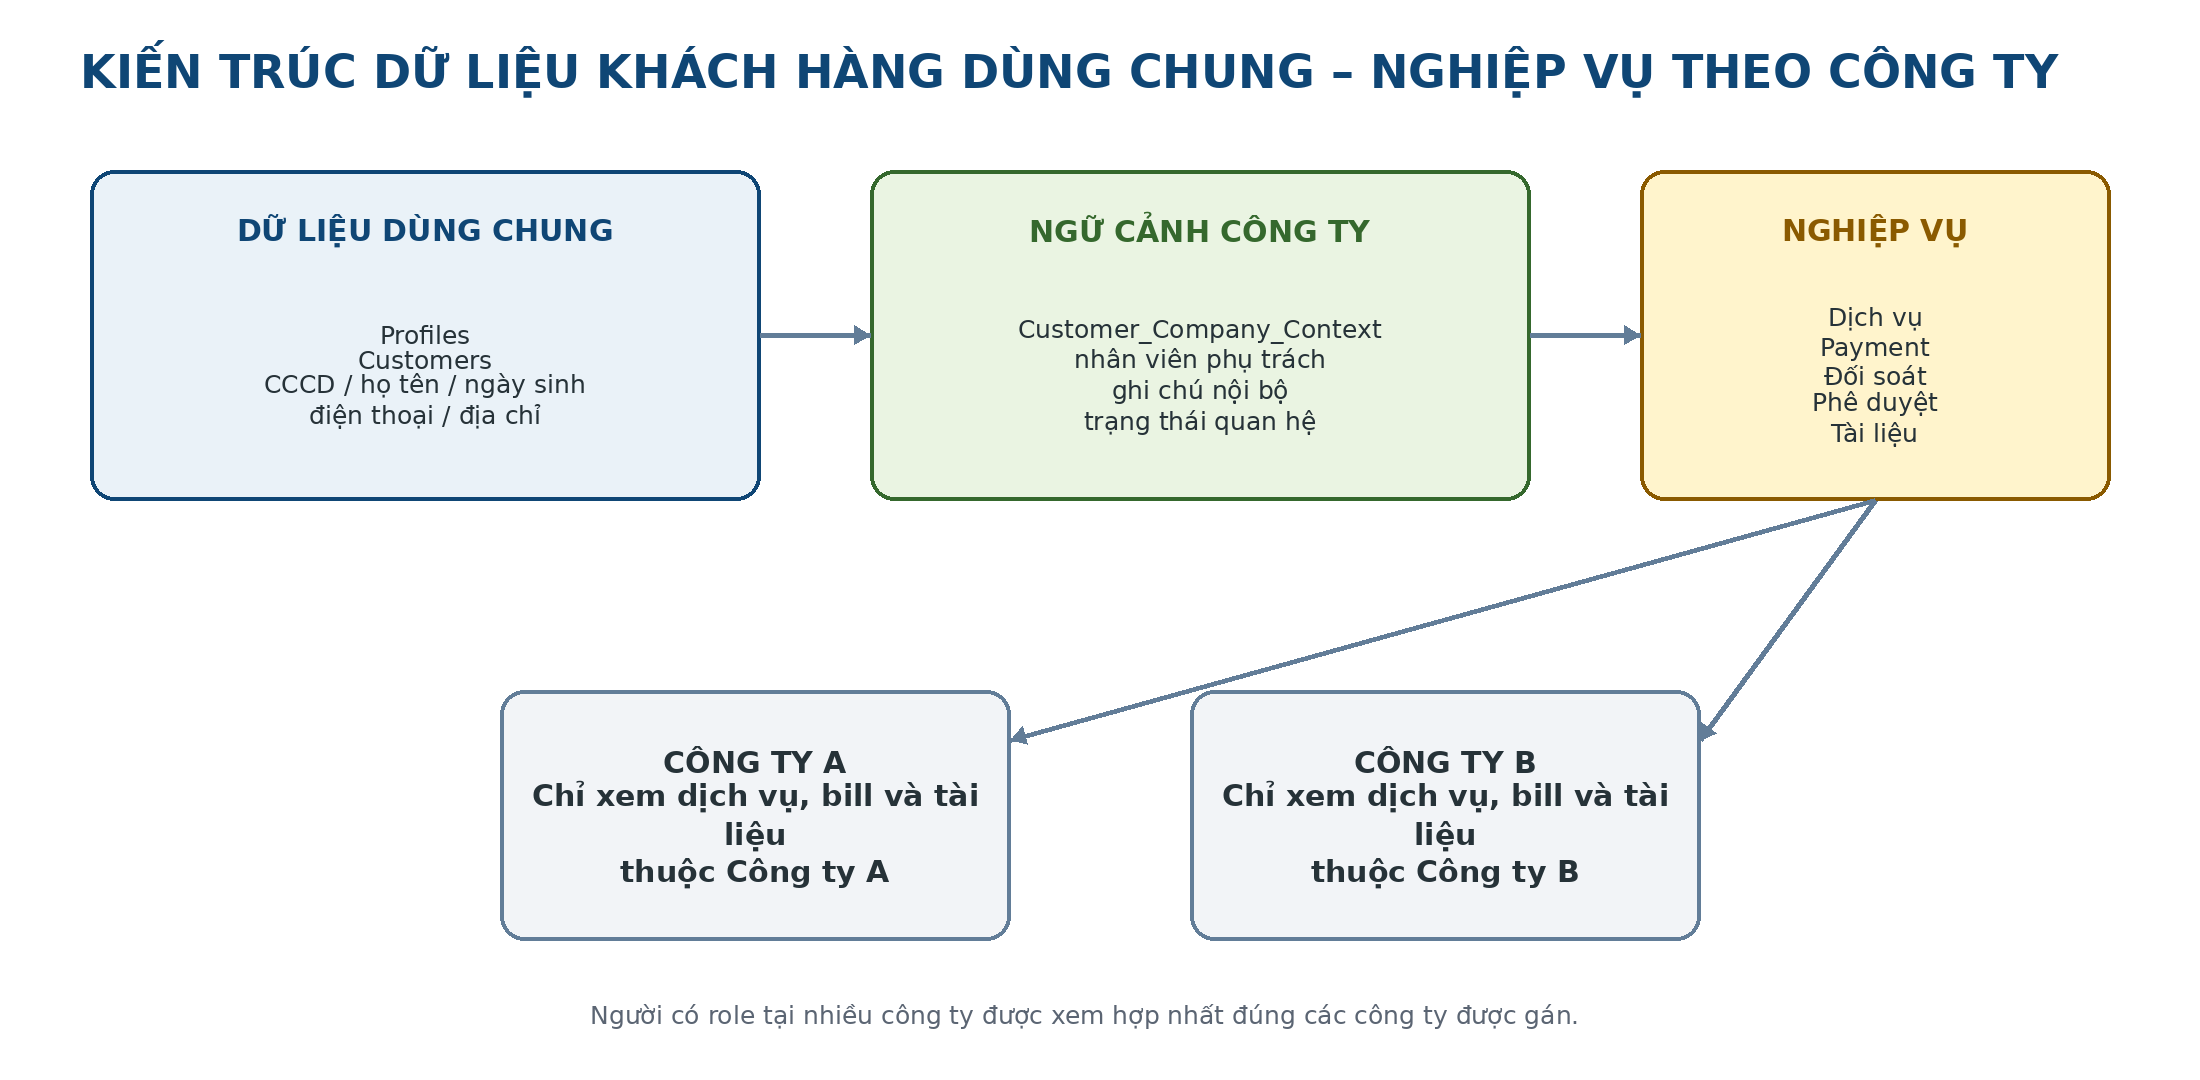 KIẾN TRÚC DỮ LIỆU KHÁCH HÀNG DÙNG CHUNG – NGHIỆP VỤ THEO CÔNG TY
DỮ LIỆU DÙNG CHUNG
Profiles
Customers
CCCD / họ tên / ngày sinh
điện thoại / địa chỉ
NGỮ CẢNH CÔNG TY
Customer_Company_Context
nhân viên phụ trách
ghi chú nội bộ
trạng thái quan hệ
NGHIỆP VỤ
Dịch vụ
Payment
Đối soát
Phê duyệt
Tài liệu
CÔNG TY A
Chỉ xem dịch vụ, bill và tài
liệu
thuộc Công ty A
CÔNG TY B
Chỉ xem dịch vụ, bill và tài
liệu
thuộc Công ty B
Người có role tại nhiều công ty được xem hợp nhất đúng các công ty được gán.